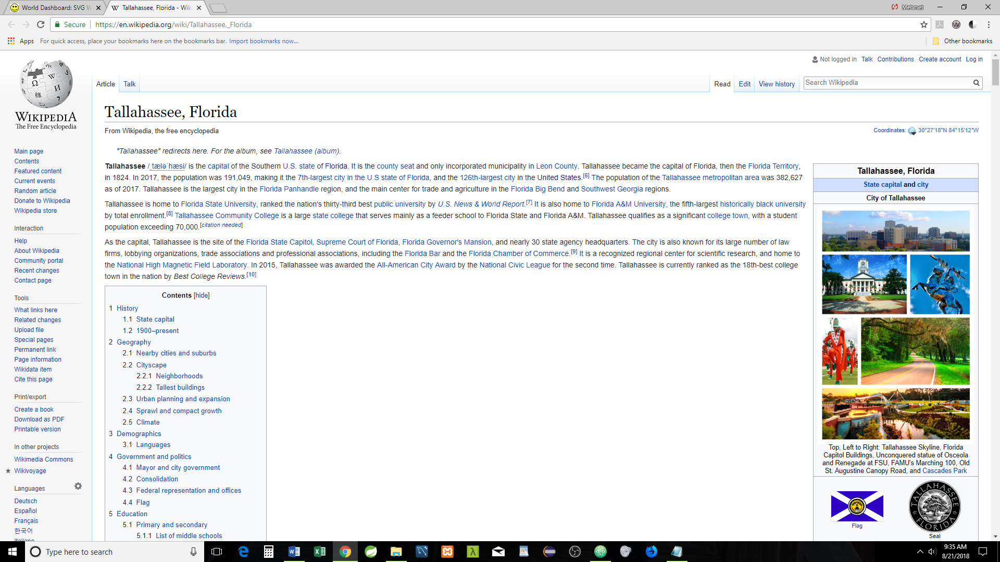 World Dashboard: SVG W
Tallahassee, Florida - Wiki
Mehmet
Secure
https://en.wikipedia.org/wiki/Tallahassee,_Florida
Apps
For quick access, place your bookmarks here on the bookmarks bar. Import bookmarks now...
Other bookmarks
Not logged in Talk Contributions Create account Log in
Article Talk
Read Edit View history
Search Wikipedia
WIKIPEDIA
The Free Encyclopedia
Main page
Contents
Featured content
Current events
Random article
Donate to Wikipedia
Wikipedia store
Interaction
Help
About Wikipedia
Community portal
Recent changes
Contact page
Tools
What links here
Related changes
Upload file
Special pages
Permanent link
Page information
Wikidata item
Cite this page
Print/export
Create a book
Download as PDF
Printable version
In other projects
Wikimedia Commons
Wikivoyage
Languages
Deutsch
Español
Français
한국어
Italiano
Tallahassee, Florida
From Wikipedia, the free encyclopedia
Coordinates: 30°27′18″N 84°15′12″W
"Tallahassee" redirects here. For the album, see Tallahassee (album).
Tallahassee /ˌtæləˈhæsi/ is the capital of the Southern U.S. state of Florida. It is the county seat and only incorporated municipality in Leon County. Tallahassee became the capital of Florida, then the Florida Territory,
in 1824. In 2017, the population was 191,049, making it the 7th-largest city in the U.S state of Florida, and the 126th-largest city in the United States.[6] The population of the Tallahassee metropolitan area was 382,627
as of 2017. Tallahassee is the largest city in the Florida Panhandle region, and the main center for trade and agriculture in the Florida Big Bend and Southwest Georgia regions.
Tallahassee is home to Florida State University, ranked the nation's thirty-third best public university by U.S. News & World Report.[7] It is also home to Florida A&M University, the fifth-largest historically black university
by total enrollment.[8] Tallahassee Community College is a large state college that serves mainly as a feeder school to Florida State and Florida A&M. Tallahassee qualifies as a significant college town, with a student
population exceeding 70,000.[citation needed]
As the capital, Tallahassee is the site of the Florida State Capitol, Supreme Court of Florida, Florida Governor's Mansion, and nearly 30 state agency headquarters. The city is also known for its large number of law
firms, lobbying organizations, trade associations and professional associations, including the Florida Bar and the Florida Chamber of Commerce.[9] It is a recognized regional center for scientific research, and home to
the National High Magnetic Field Laboratory. In 2015, Tallahassee was awarded the All-American City Award by the National Civic League for the second time. Tallahassee is currently ranked as the 18th-best college
town in the nation by Best College Reviews.[10]
Contents [hide]
1 History
1.1 State capital
1.2 1900–present
2 Geography
2.1 Nearby cities and suburbs
2.2 Cityscape
2.2.1 Neighborhoods
2.2.2 Tallest buildings
2.3 Urban planning and expansion
2.4 Sprawl and compact growth
2.5 Climate
3 Demographics
3.1 Languages
4 Government and politics
4.1 Mayor and city government
4.2 Consolidation
4.3 Federal representation and offices
4.4 Flag
5 Education
5.1 Primary and secondary
5.1.1 List of middle schools
Tallahassee, Florida
State capital and city
City of Tallahassee
Top, Left to Right: Tallahassee Skyline, Florida
Capitol Buildings, Unconquered statue of Osceola
and Renegade at FSU, FAMU's Marching 100, Old
St. Augustine Canopy Road, and Cascades Park
TALLAHASSEE
FLORIDA
Flag
Seal
Type here to search
9:35 AM
8/21/2018